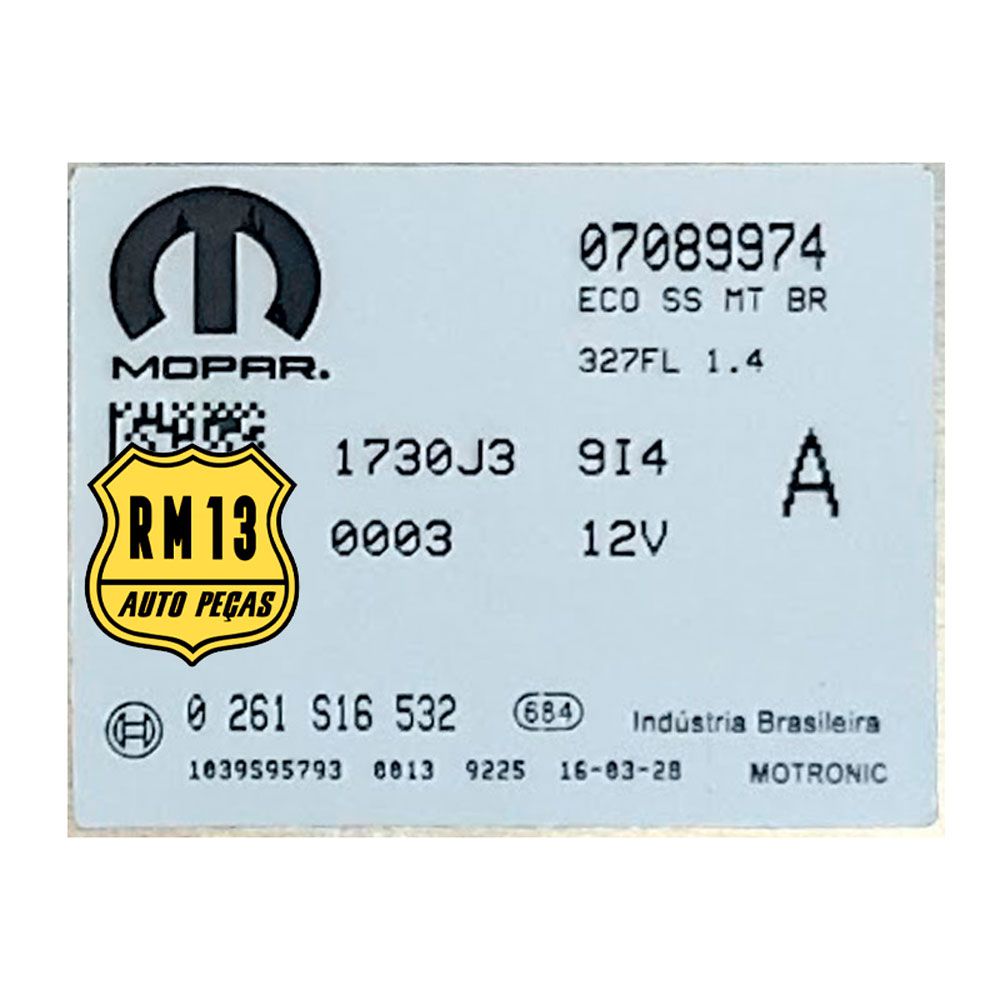 07089974
ECO SS MT BR
MOPAR.
327FL 1.4
1730J3 9I4 A
0003 12V
RM 13
AUTO PEÇAS
0 261 S16 532 684 Indústria Brasileira
1039S95793 0013 9225 16-03-28 MOTRONIC